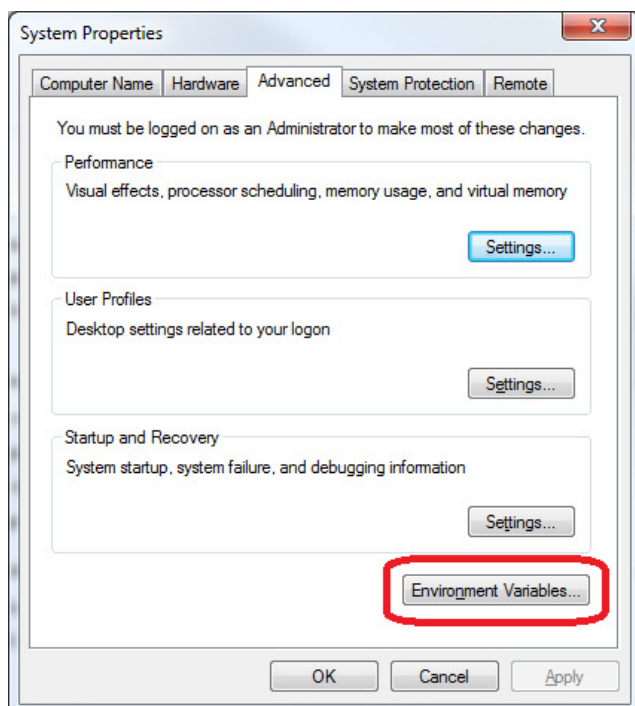 System Properties
Computer Name Hardware Advanced System Protection Remote
You must be logged on as an Administrator to make most of these changes.
Performance
Visual effects, processor scheduling, memory usage, and virtual memory
Settings...
User Profiles
Desktop settings related to your logon
Settings...
Startup and Recovery
System startup, system failure, and debugging information
Settings...
Environment Variables...
OK Cancel Apply